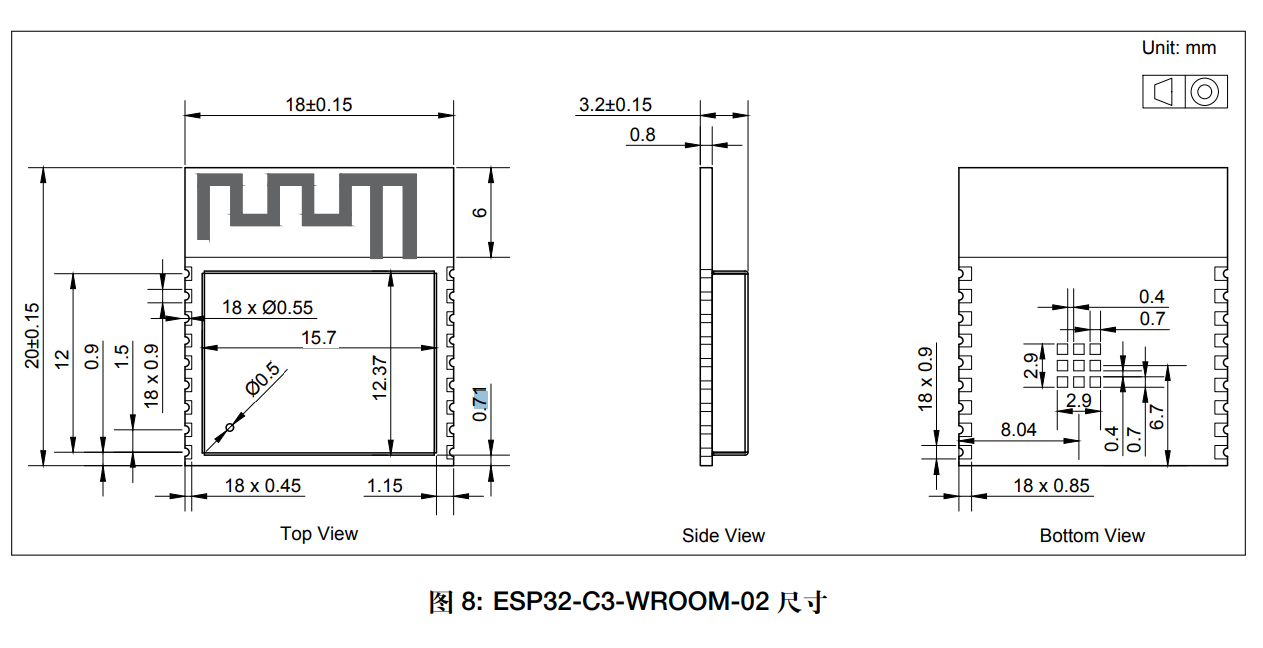 Unit: mm
18±0.15
3.2±0.15
0.8
6
20±0.15
12
0.9
1.5
18 x 0.9
18 x Ø0.55
15.7
Ø0.5
12.37
0.71
18 x 0.45
1.15
0.4
0.7
2.9
2.9
18 x 0.9
8.04
0.4
0.7
6.7
18 x 0.85
Top View
Side View
Bottom View
图 8: ESP32-C3-WROOM-02 尺寸